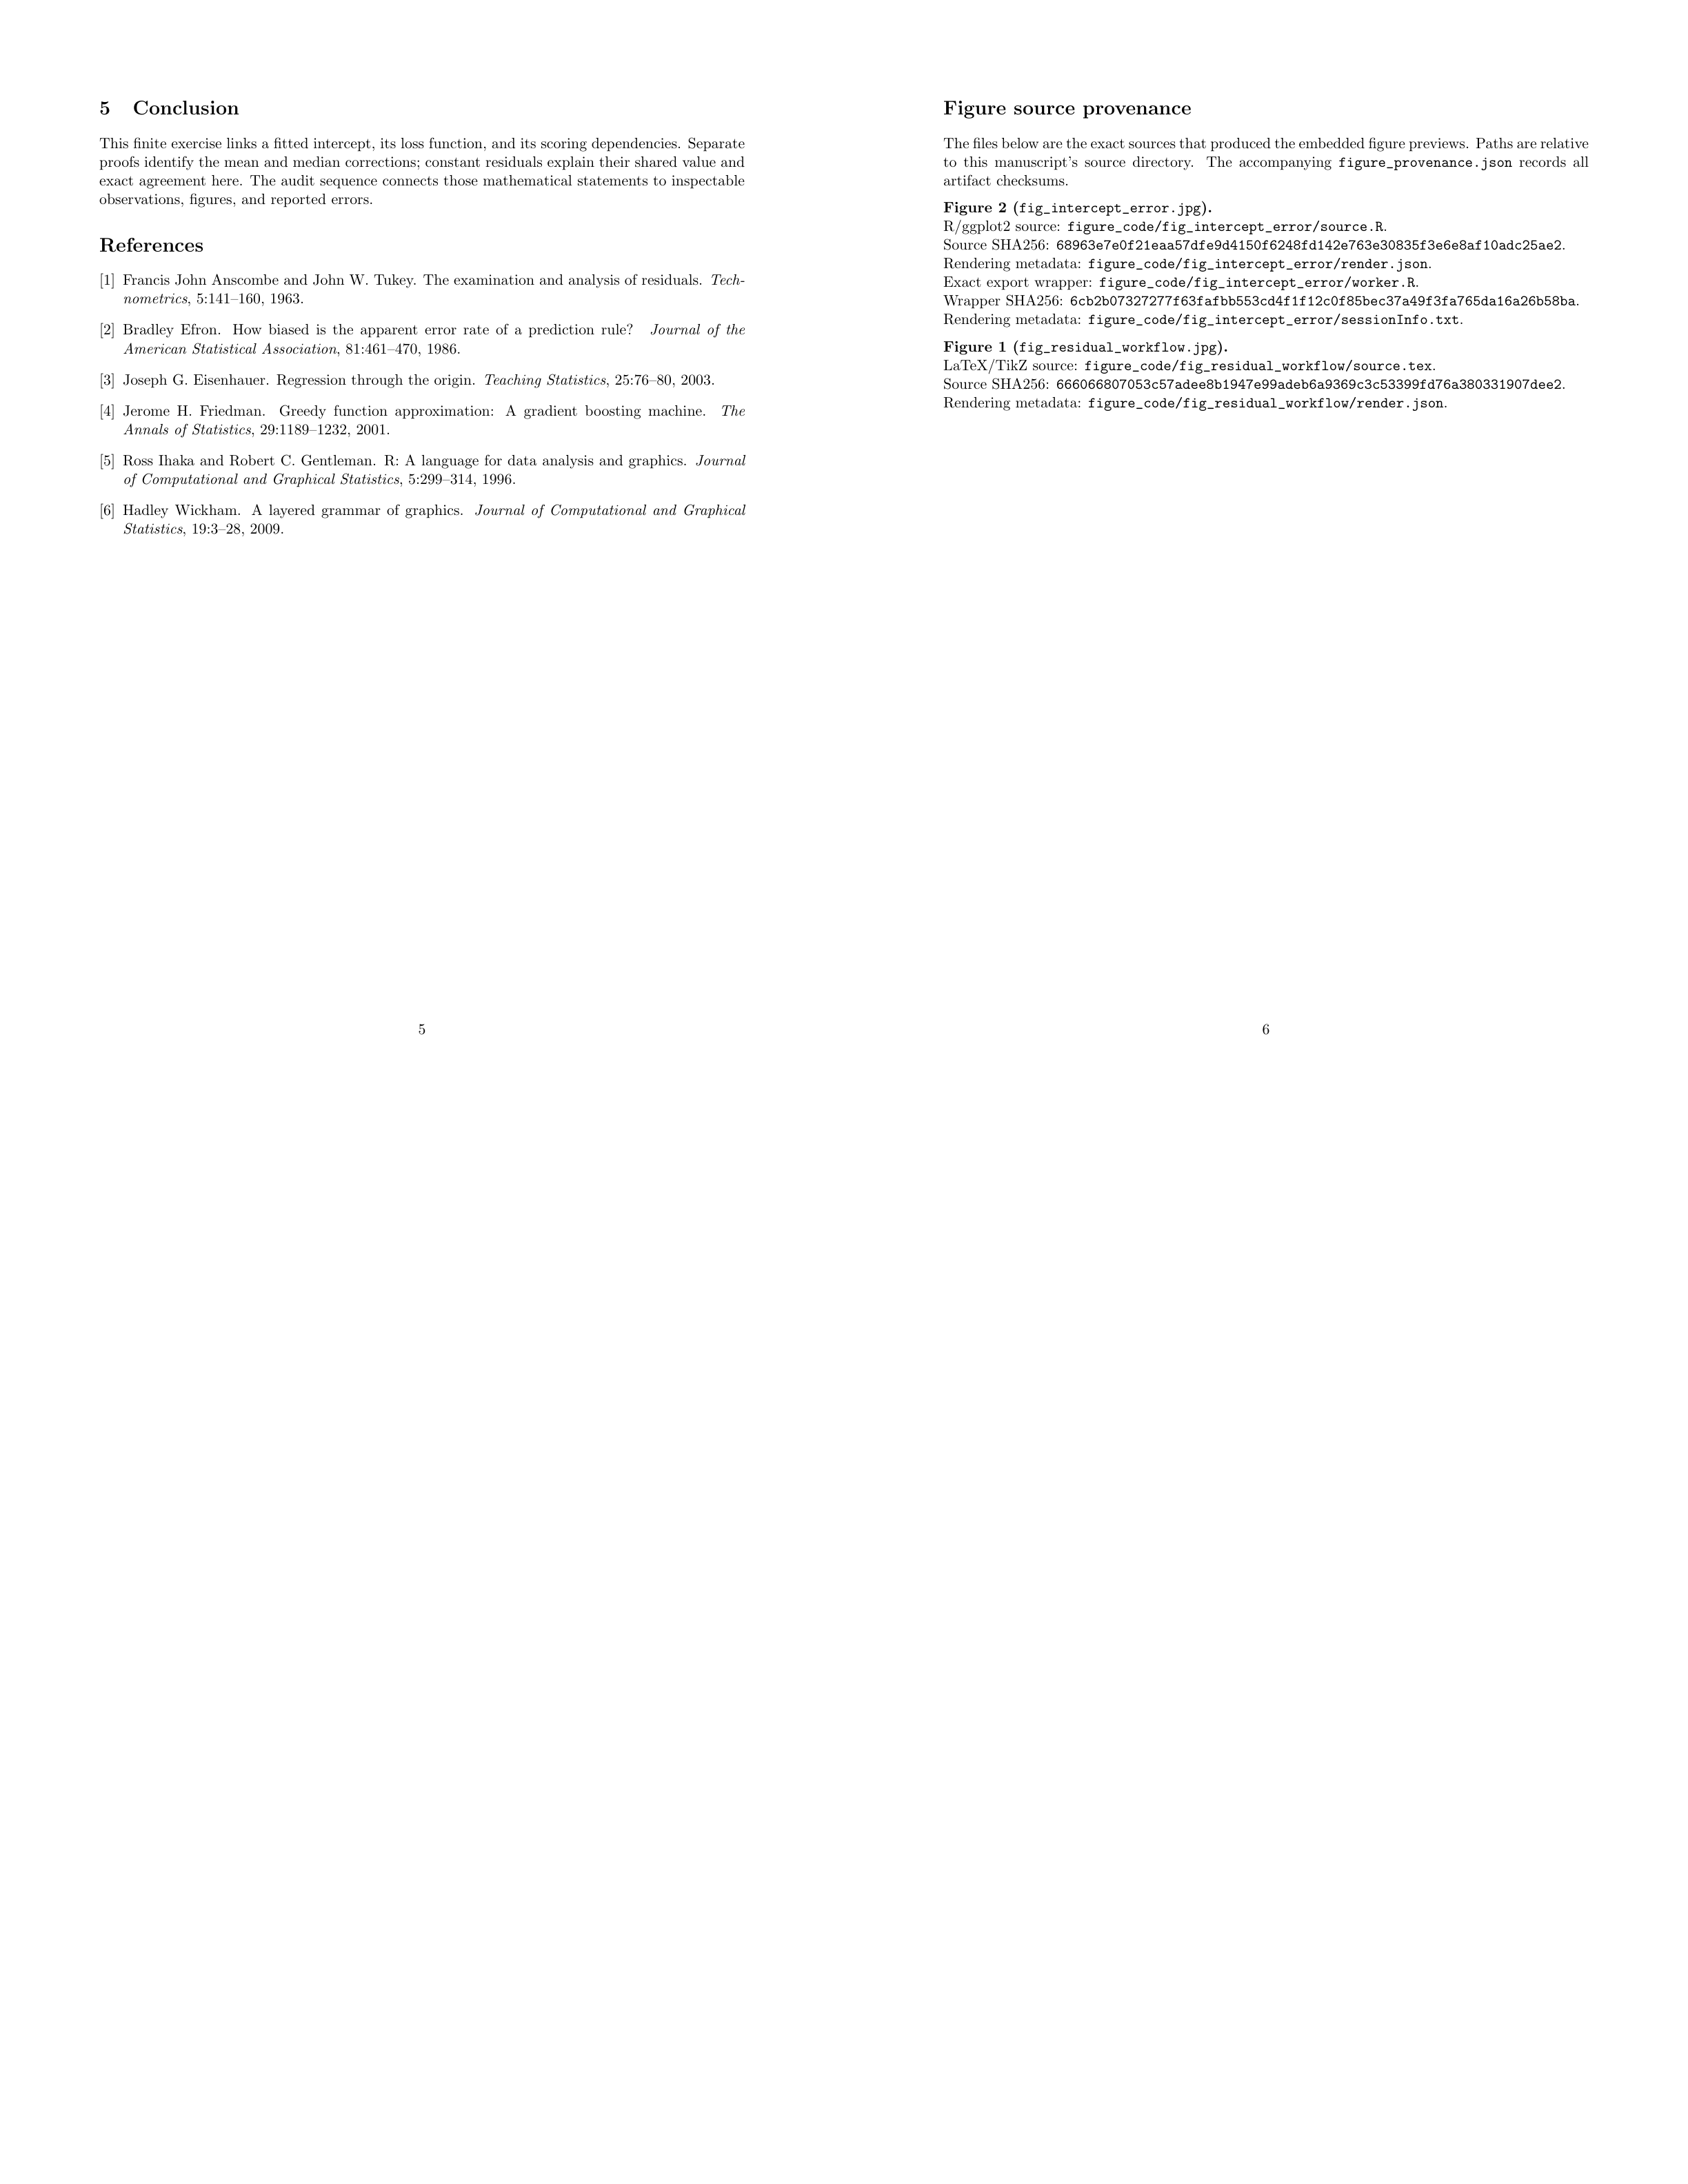 5 Conclusion
This finite exercise links a fitted intercept, its loss function, and its scoring dependencies. Separate
proofs identify the mean and median corrections; constant residuals explain their shared value and
exact agreement here. The audit sequence connects those mathematical statements to inspectable
observations, figures, and reported errors.
References
[1] Francis John Anscombe and John W. Tukey. The examination and analysis of residuals. Tech-
nometrics, 5:141–160, 1963.
[2] Bradley Efron. How biased is the apparent error rate of a prediction rule? Journal of the
American Statistical Association, 81:461–470, 1986.
[3] Joseph G. Eisenhauer. Regression through the origin. Teaching Statistics, 25:76–80, 2003.
[4] Jerome H. Friedman. Greedy function approximation: A gradient boosting machine. The
Annals of Statistics, 29:1189–1232, 2001.
[5] Ross Ihaka and Robert C. Gentleman. R: A language for data analysis and graphics. Journal
of Computational and Graphical Statistics, 5:299–314, 1996.
[6] Hadley Wickham. A layered grammar of graphics. Journal of Computational and Graphical
Statistics, 19:3–28, 2009.
5
Figure source provenance
The files below are the exact sources that produced the embedded figure previews. Paths are relative
to this manuscript's source directory. The accompanying figure_provenance.json records all
artifact checksums.
Figure 2 (fig_intercept_error.jpg).
R/ggplot2 source: figure_code/fig_intercept_error/source.R.
Source SHA256: 68963e7e0f21eaa57dfe9d4150f6248fd142e763e30835f3e6e8af10adc25ae2.
Rendering metadata: figure_code/fig_intercept_error/render.json.
Exact export wrapper: figure_code/fig_intercept_error/worker.R.
Wrapper SHA256: 6cb2b07327277f63fafbb553cd4f1f12c0f85bec37a49f3fa765da16a26b58ba.
Rendering metadata: figure_code/fig_intercept_error/sessionInfo.txt.
Figure 1 (fig_residual_workflow.jpg).
LaTeX/TikZ source: figure_code/fig_residual_workflow/source.tex.
Source SHA256: 666066807053c57adee8b1947e99adeb6a9369c3c53399fd76a380331907dee2.
Rendering metadata: figure_code/fig_residual_workflow/render.json.
6